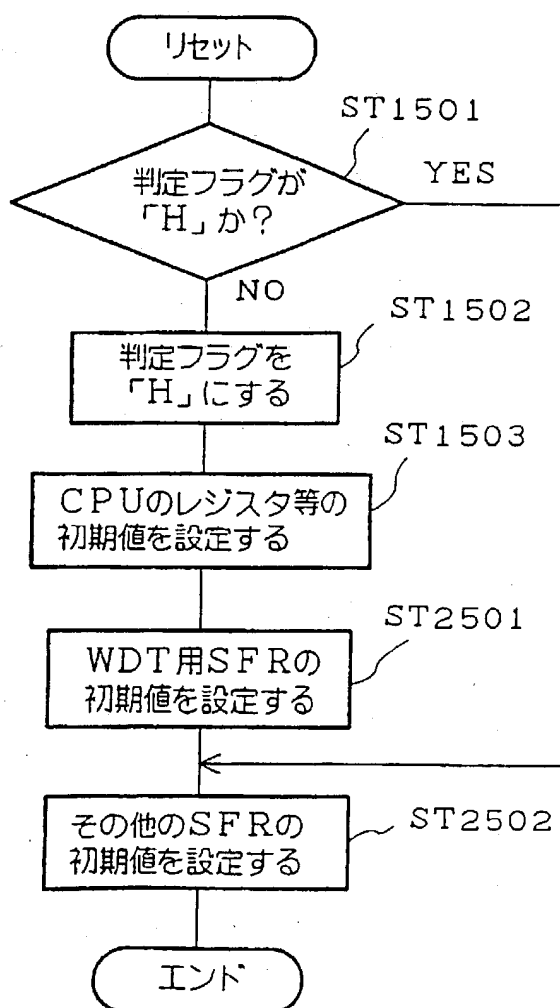 リセット
ST1501
判定フラグが
「H」か？
YES
NO
ST1502
判定フラグを
「H」にする
ST1503
CPUのレジスタ等の
初期値を設定する
ST2501
WDT用SFRの
初期値を設定する
その他のSFRの
初期値を設定する
ST2502
エンド